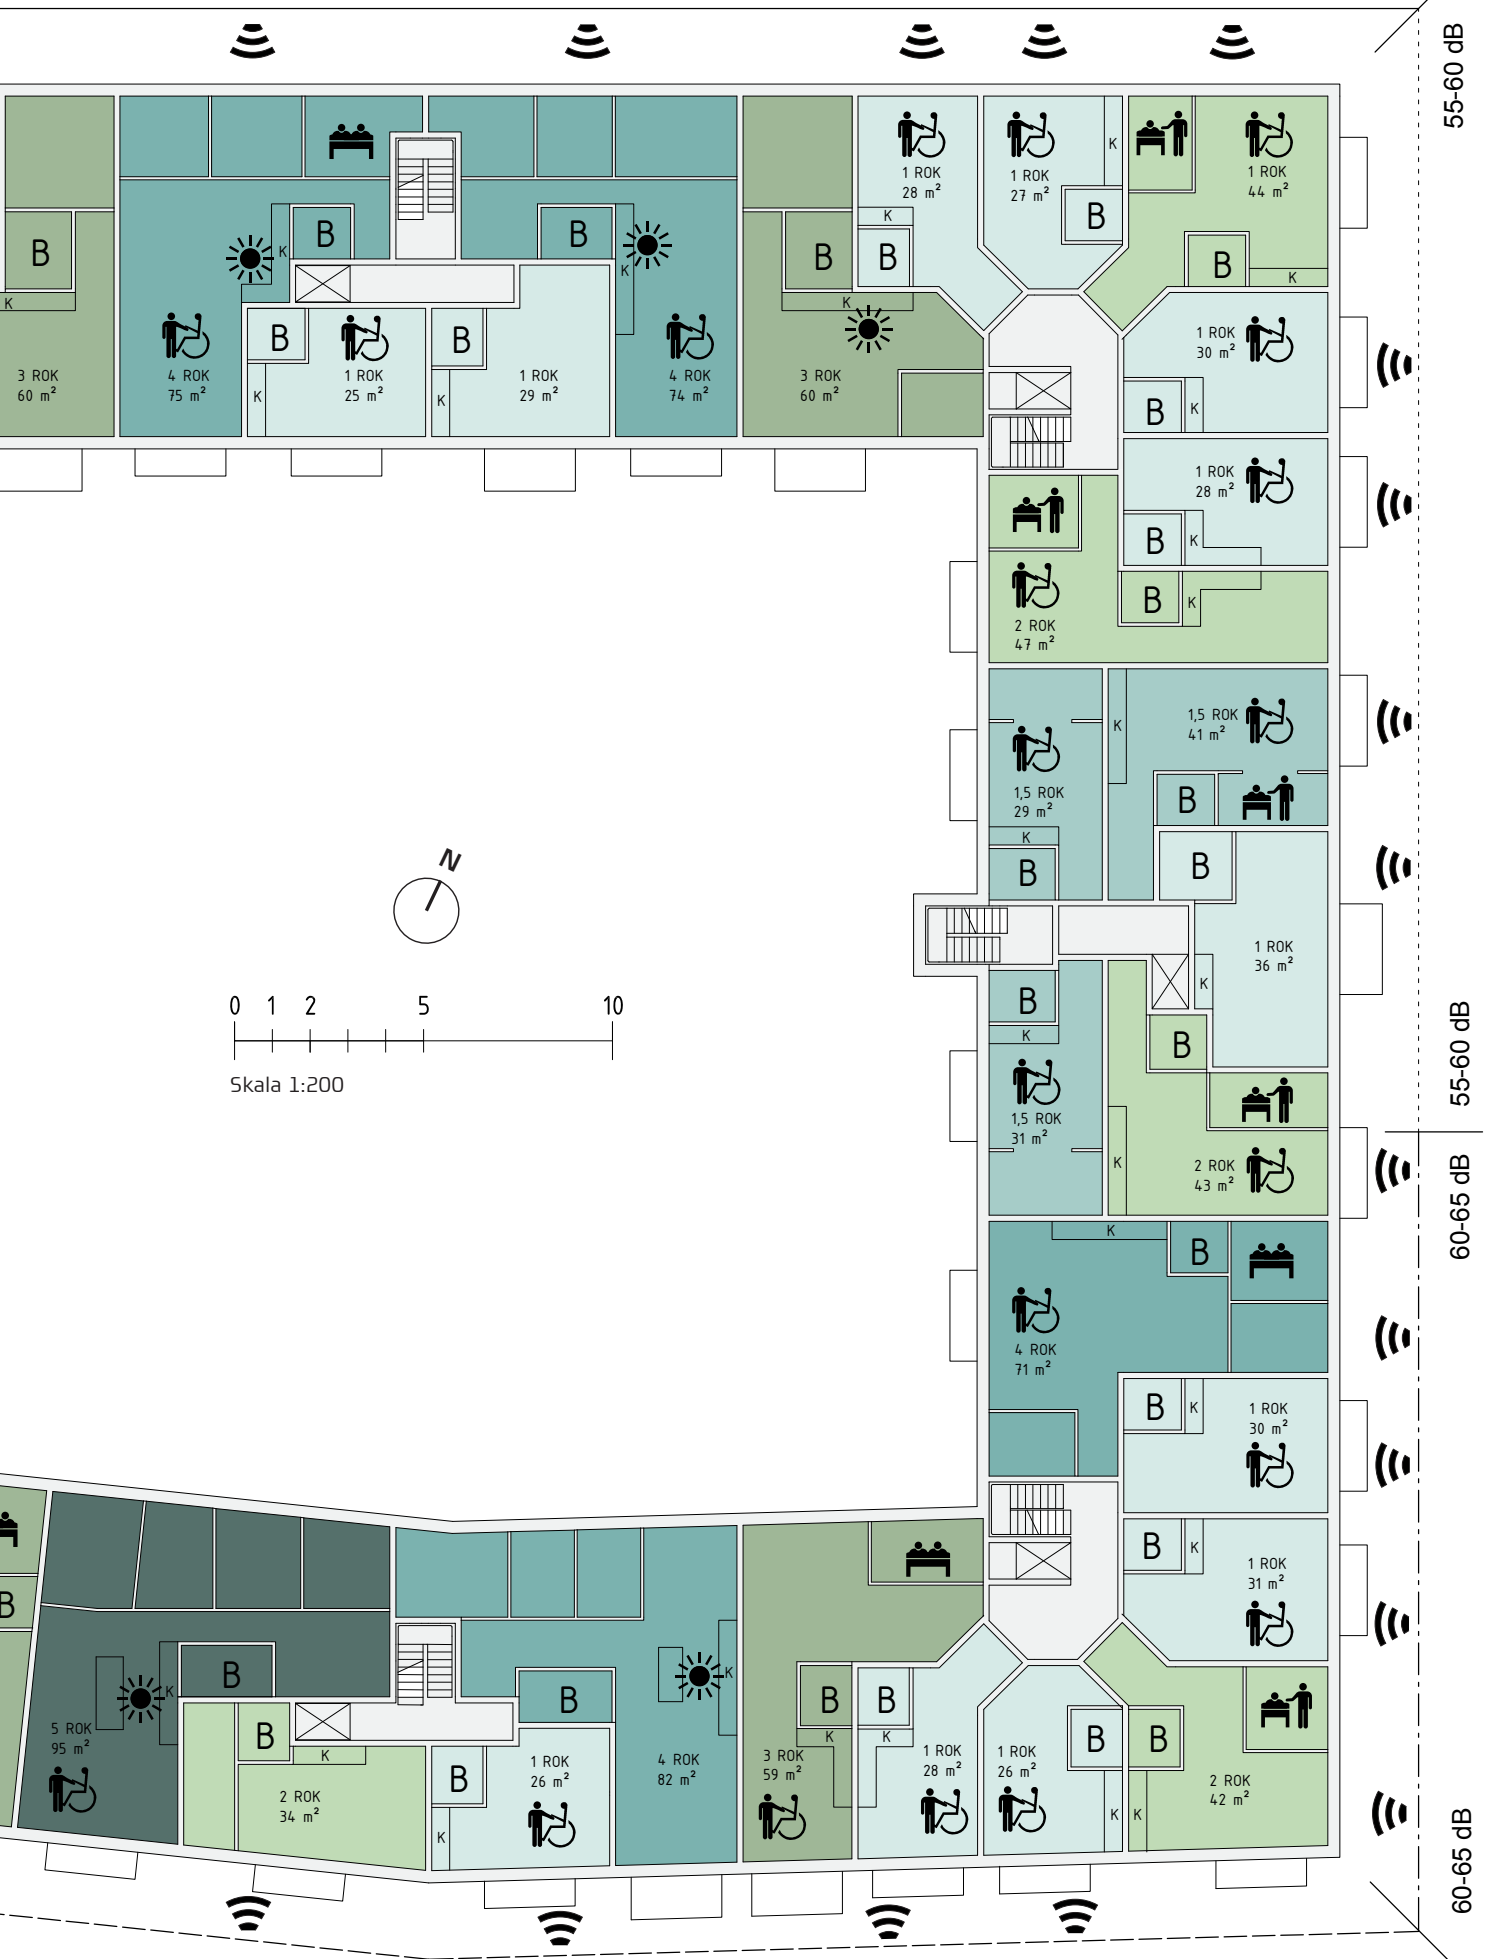 55-60 dB
K
B
1 ROK
28 m²
K
B
1 ROK
27 m²
K
B
1 ROK
44 m²
B
K
B
K
3 ROK
60 m²
B
K
4 ROK
75 m²
B
K
1 ROK
25 m²
B
K
1 ROK
29 m²
B
K
4 ROK
74 m²
B
K
3 ROK
60 m²
1 ROK
30 m²
B
K
1 ROK
28 m²
B
K
2 ROK
47 m²
B
K
1,5 ROK
29 m²
K
B
K
1,5 ROK
41 m²
B
B
1 ROK
36 m²
K
N
0 1 2 5 10
Skala 1:200
B
K
1,5 ROK
31 m²
B
K
2 ROK
43 m²
55-60 dB
60-65 dB
K
B
4 ROK
71 m²
B
K
1 ROK
30 m²
B
K
1 ROK
31 m²
B
B
K
5 ROK
95 m²
B
K
2 ROK
34 m²
B
K
1 ROK
26 m²
B
K
4 ROK
82 m²
B
K
3 ROK
59 m²
B
K
1 ROK
28 m²
B
K
1 ROK
26 m²
B
K
2 ROK
42 m²
60-65 dB